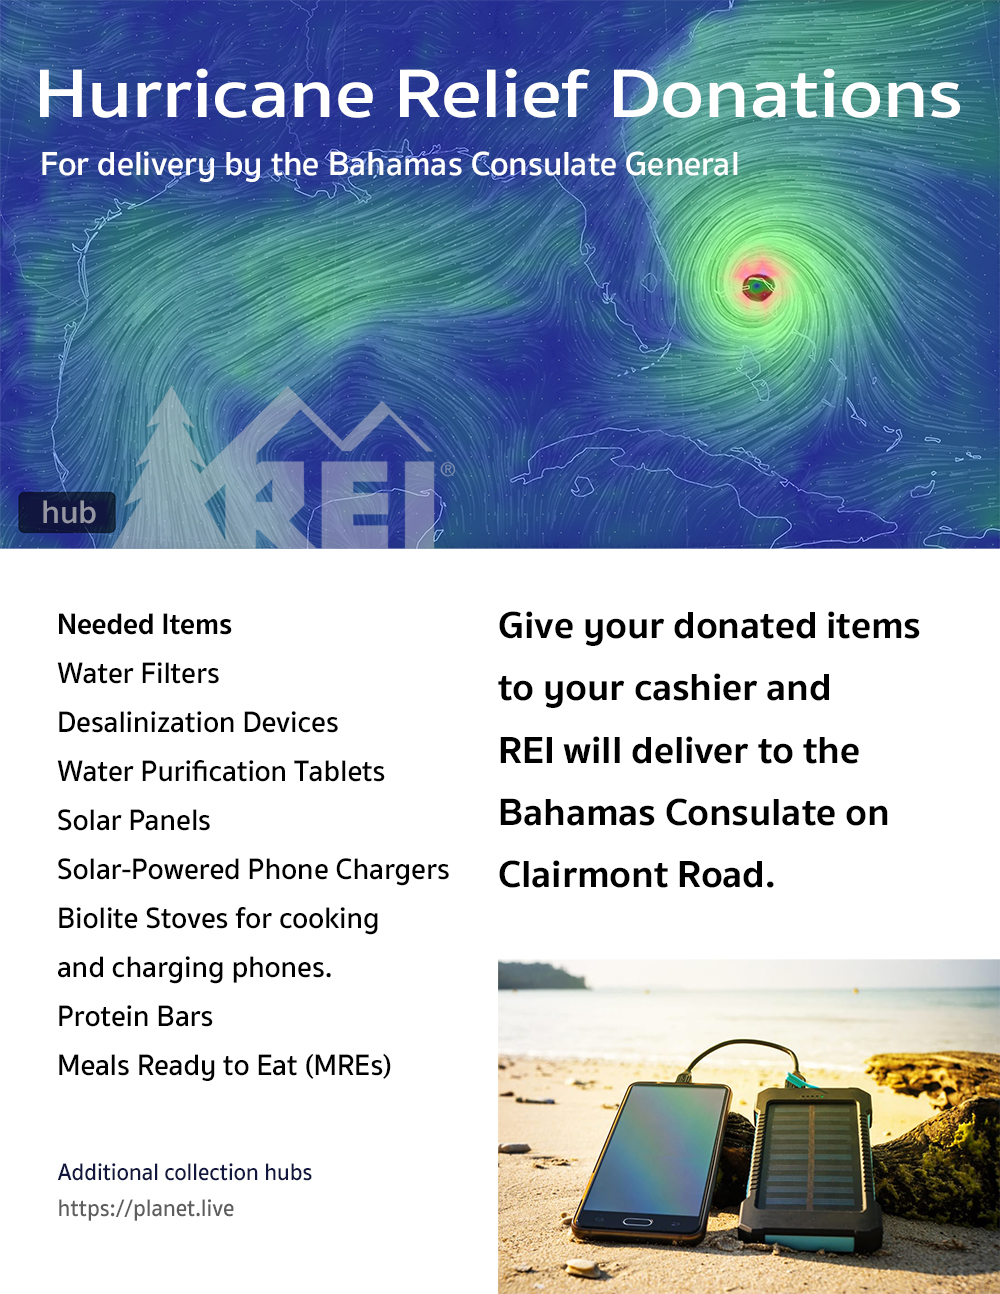 Hurricane Relief Donations
For delivery by the Bahamas Consulate General
REI®
hub
Needed Items
Water Filters
Desalinization Devices
Water Purification Tablets
Solar Panels
Solar-Powered Phone Chargers
Biolite Stoves for cooking
and charging phones.
Protein Bars
Meals Ready to Eat (MREs)
Additional collection hubs
https://planet.live
Give your donated items
to your cashier and
REI will deliver to the
Bahamas Consulate on
Clairmont Road.